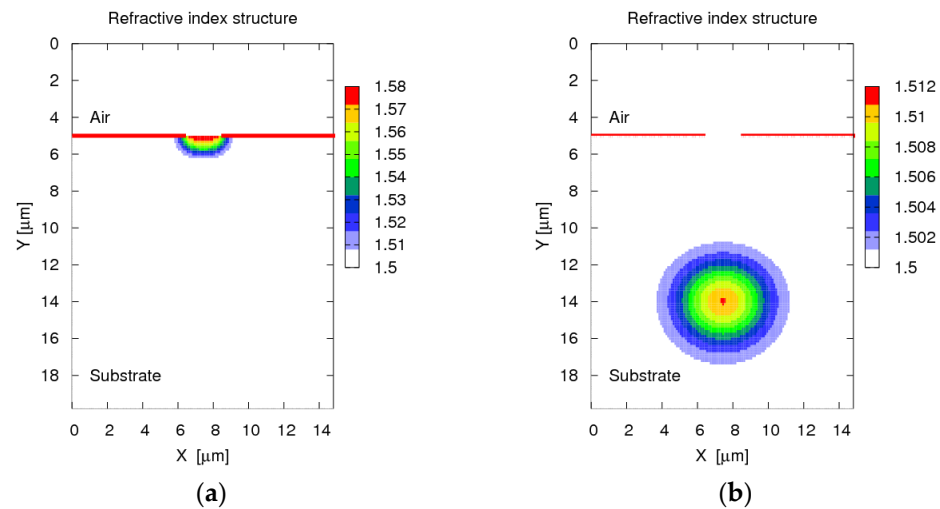 Refractive index structure
0
2
4
6
8
10
12
14
16
18
Y [μm]
Air
Substrate
0 2 4 6 8 10 12 14
X [μm]
1.58
1.57
1.56
1.55
1.54
1.53
1.52
1.51
1.5
(a)
Refractive index structure
0
2
4
6
8
10
12
14
16
18
Y [μm]
Air
Substrate
0 2 4 6 8 10 12 14
X [μm]
1.512
1.51
1.508
1.506
1.504
1.502
1.5
(b)